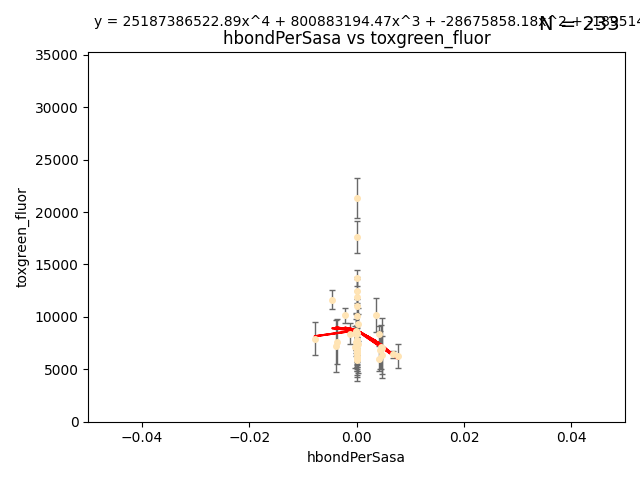 y = 25187386522.89x^4 + 800883194.47x^3 + -28675858.18x^2 +
N = 233
hbondPerSasa vs toxgreen_fluor
35000
30000
25000
20000
15000
10000
5000
0
toxgreen_fluor
−0.04
−0.02
0.00
0.02
0.04
hbondPerSasa